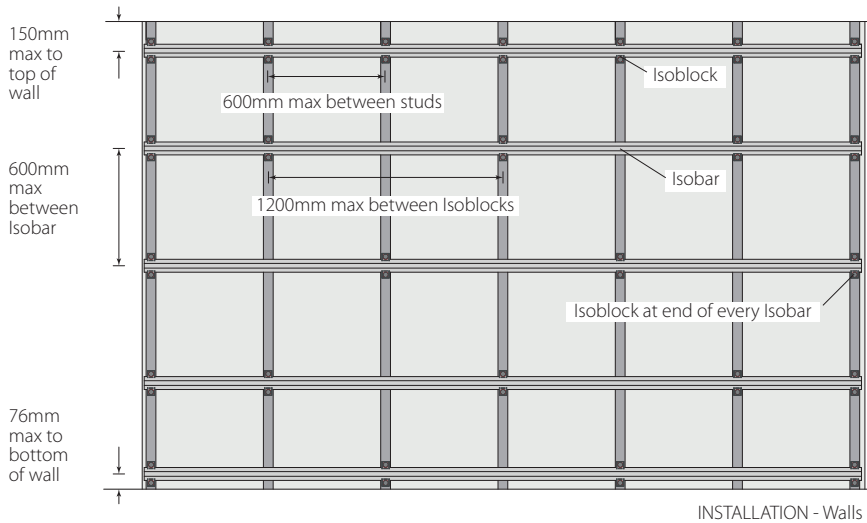 150mm
max to
top of
wall
Isoblock
600mm max between studs
600mm
max
between
Isobar
Isobar
1200mm max between Isoblocks
Isoblock at end of every Isobar
76mm
max to
bottom
of wall
INSTALLATION - Walls